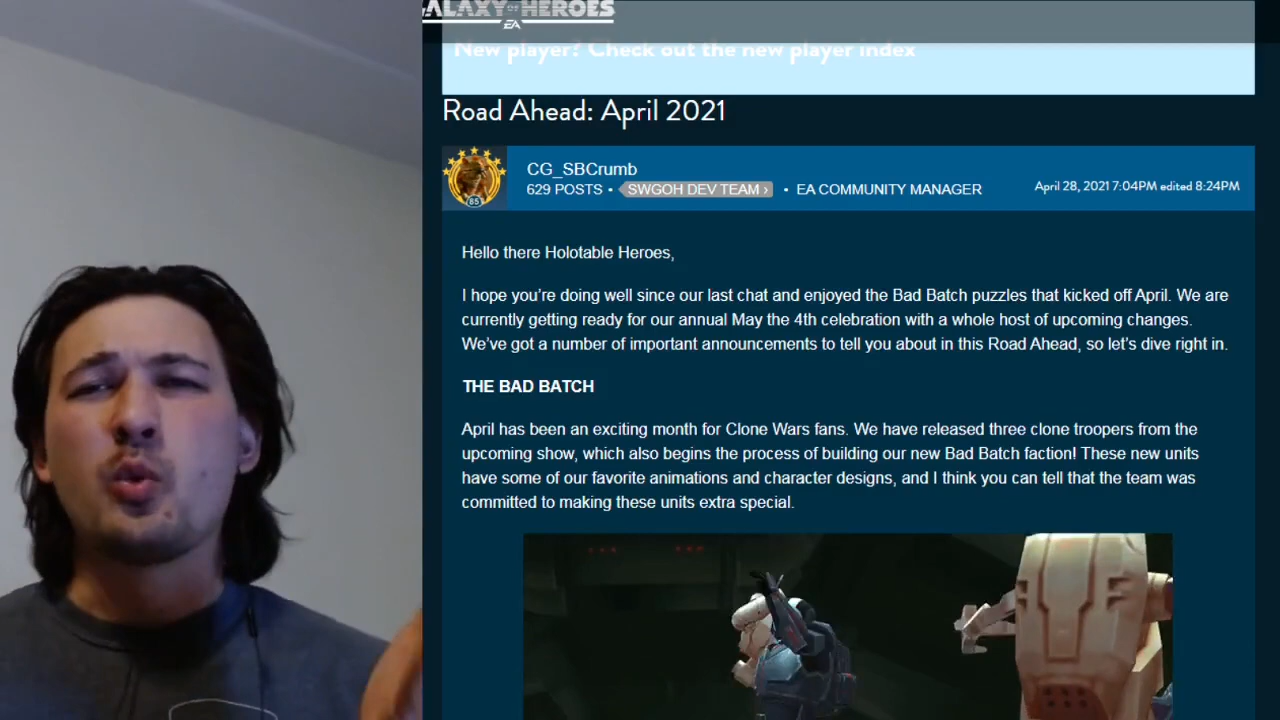 GALAXY OF HEROES
EA
New player? Check out the new player index
Road Ahead: April 2021
CG_SBCrumb
629 POSTS • SWGOH DEV TEAM › • EA COMMUNITY MANAGER
April 28, 2021 7:04PM edited 8:24PM
85
Hello there Holotable Heroes,
I hope you’re doing well since our last chat and enjoyed the Bad Batch puzzles that kicked off April. We are
currently getting ready for our annual May the 4th celebration with a whole host of upcoming changes.
We’ve got a number of important announcements to tell you about in this Road Ahead, so let’s dive right in.
THE BAD BATCH
April has been an exciting month for Clone Wars fans. We have released three clone troopers from the
upcoming show, which also begins the process of building our new Bad Batch faction! These new units
have some of our favorite animations and character designs, and I think you can tell that the team was
committed to making these units extra special.